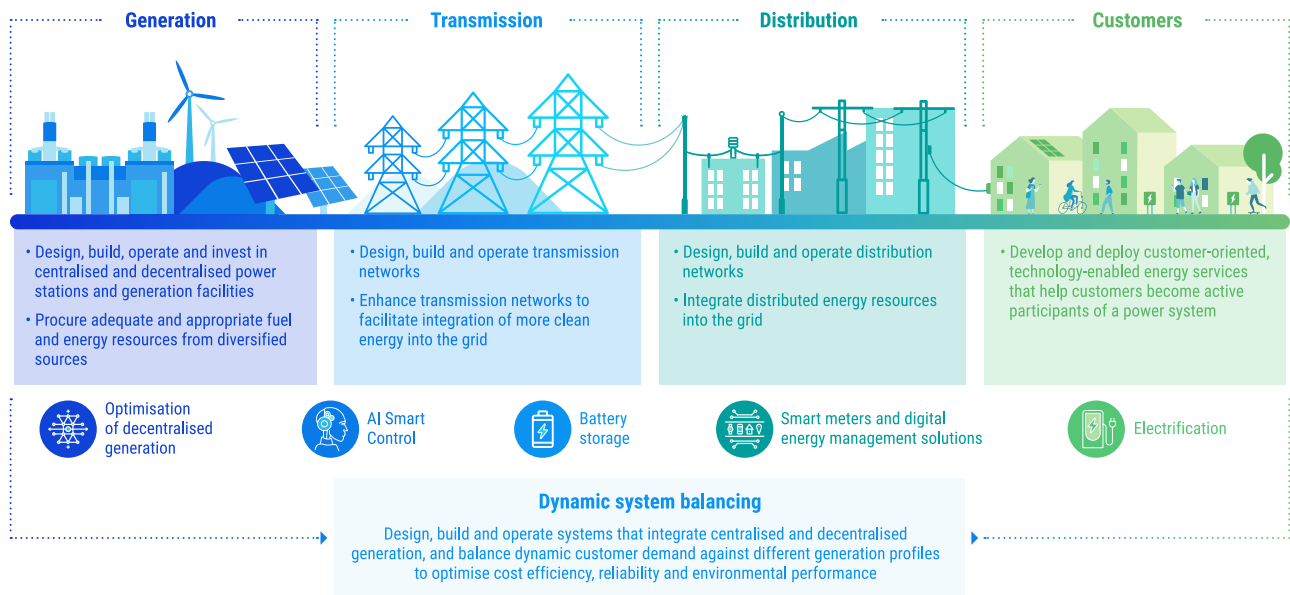 Generation
Transmission
Distribution
Customers
• Design, build, operate and invest in
centralised and decentralised power
stations and generation facilities
• Procure adequate and appropriate fuel
and energy resources from diversified
sources
• Design, build and operate transmission
networks
• Enhance transmission networks to
facilitate integration of more clean
energy into the grid
• Design, build and operate distribution
networks
• Integrate distributed energy resources
into the grid
• Develop and deploy customer-oriented,
technology-enabled energy services
that help customers become active
participants of a power system
Optimisation
of decentralised
generation
AI Smart
Control
Battery
storage
Smart meters and digital
energy management solutions
Electrification
Dynamic system balancing
Design, build and operate systems that integrate centralised and decentralised
generation, and balance dynamic customer demand against different generation profiles
to optimise cost efficiency, reliability and environmental performance